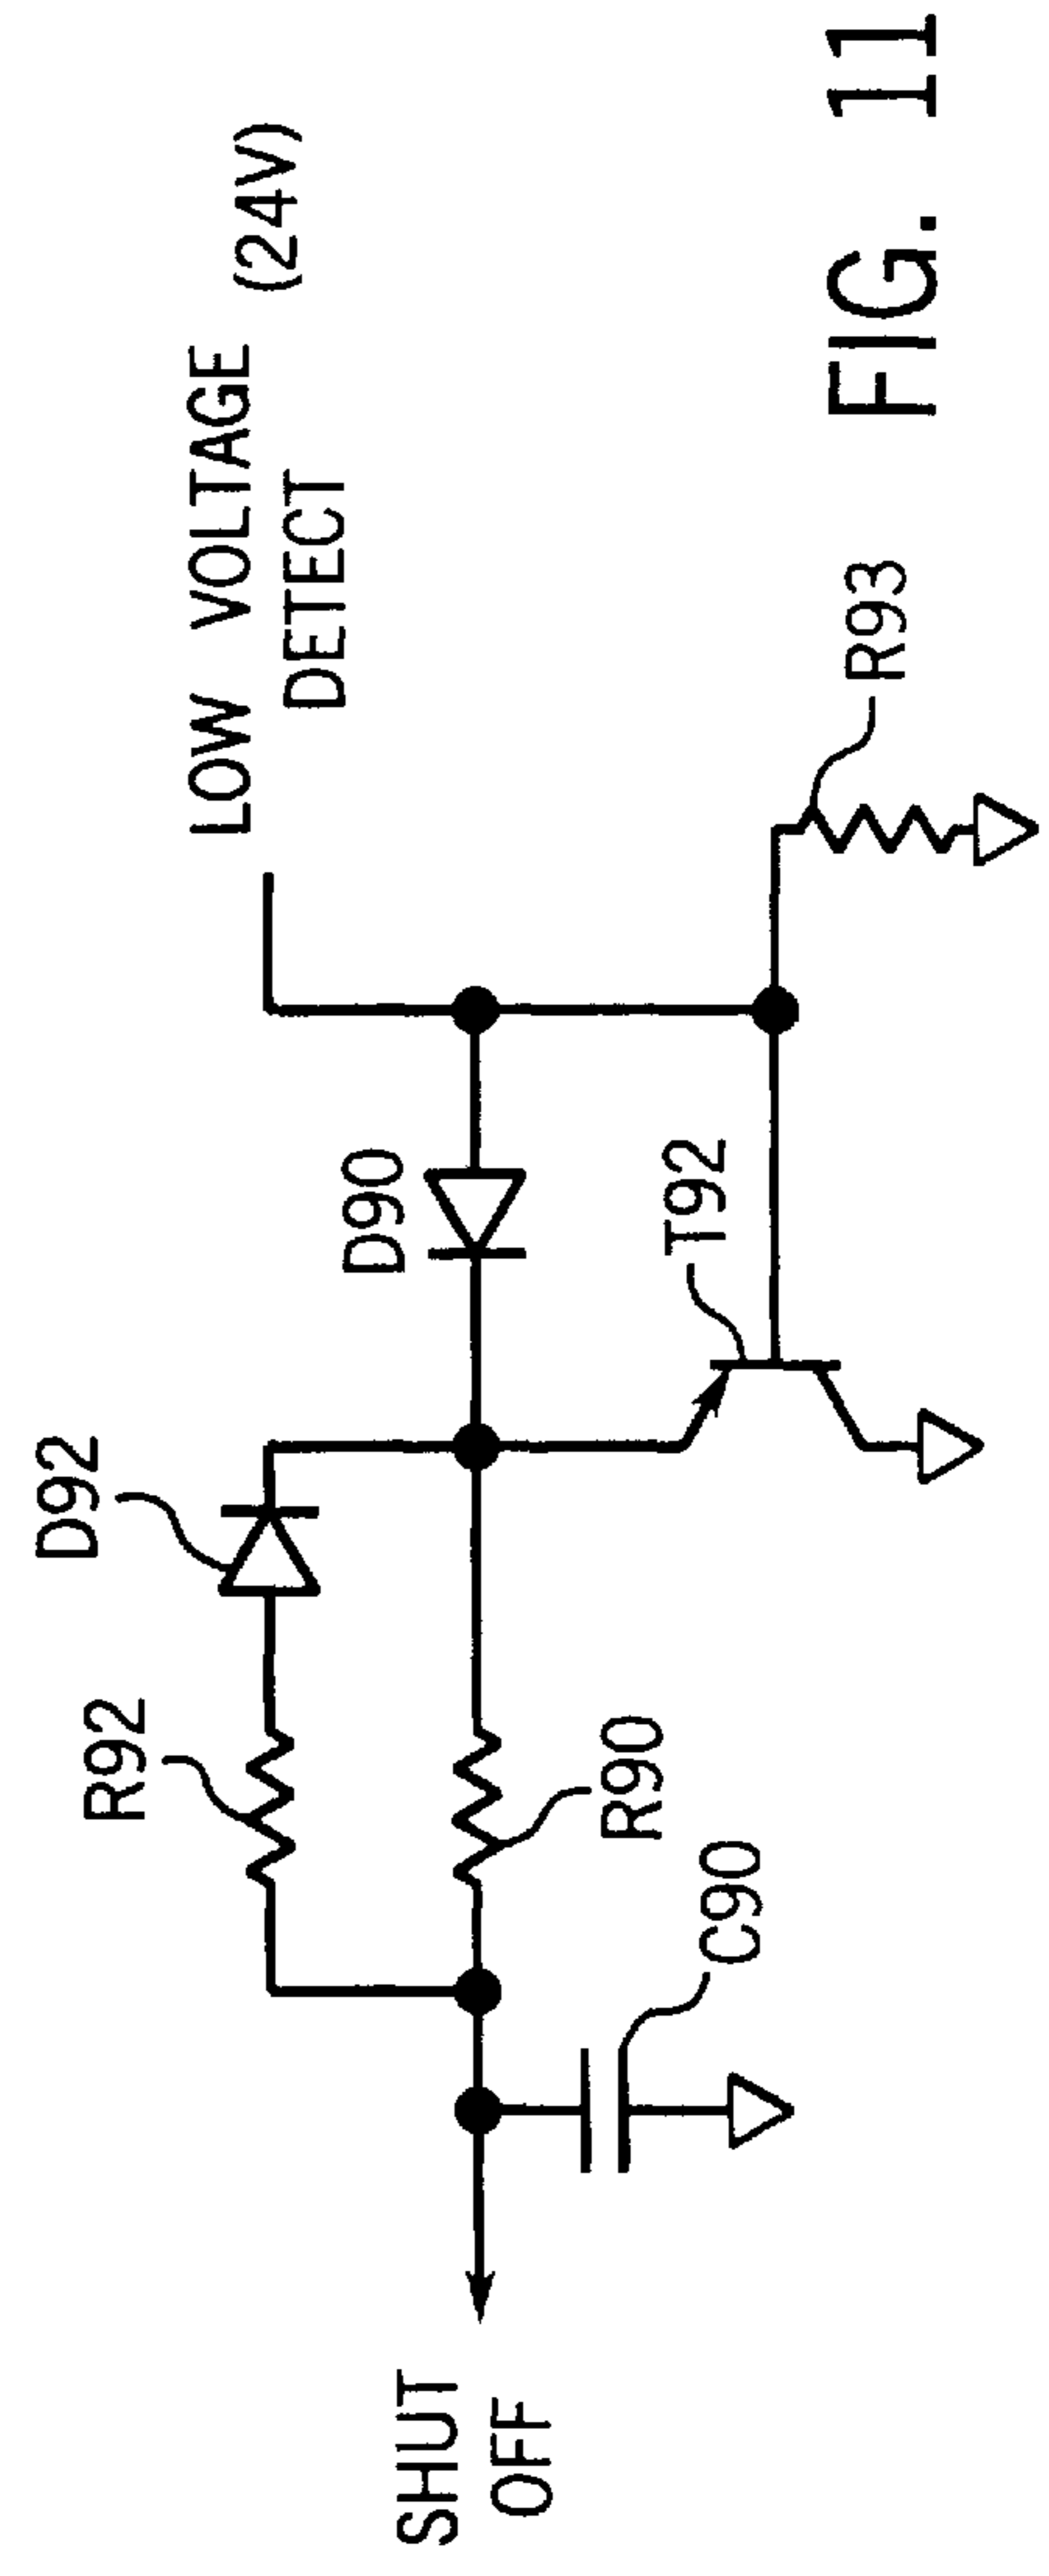 LOW VOLTAGE (24V)
DETECT
D92
R92
D90
SHUT
OFF
R90
C90
T92
R93
FIG. 11